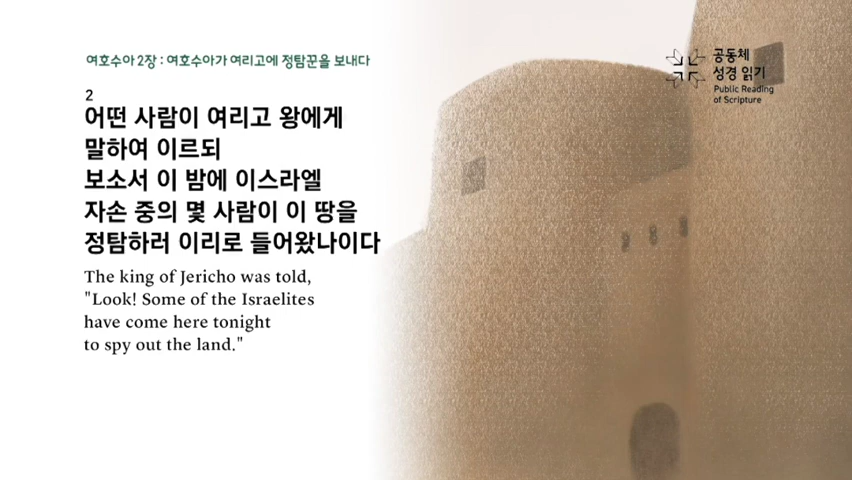 여호수아 2장 : 여호수아가 여리고에 정탐꾼을 보내다
공동체
성경 읽기
Public Reading
of Scripture
2
어떤 사람이 여리고 왕에게
말하여 이르되
보소서 이 밤에 이스라엘
자손 중의 몇 사람이 이 땅을
정탐하러 이리로 들어왔나이다
The king of Jericho was told,
"Look! Some of the Israelites
have come here tonight
to spy out the land."